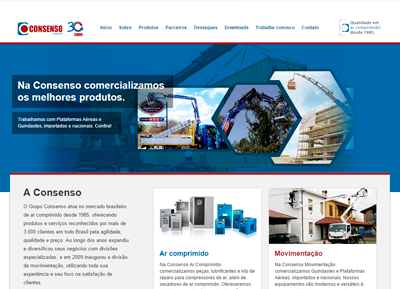 CONSENSO
30 ANOS
Início Sobre Produtos Parceiros Destaques Downloads Trabalhe conosco Contato
Qualidade em
ar comprimido
desde 1985.
Na Consenso comercializamos
os melhores produtos.
Trabalhamos com Plataformas Aéreas e
Guindastes, importados e nacionais. Confira!
A Consenso
O Grupo Consenso atua no mercado brasileiro
de ar comprimido desde 1985, oferecendo
produtos e serviços reconhecidos por mais de
3.000 clientes em todo Brasil pela agilidade,
qualidade e preço. Ao longo dos anos expandiu
e diversificou seus negócios com divisões
especializadas, e em 2009 inaugurou a divisão
de movimentação, utilizando toda sua
experiência a seu foco na satisfação de
clientes.
Ar comprimido
Na Consenso Ar Comprimido
comercializamos peças, lubrificantes e kits de
reparo para compressores de ar, além de
secadores de ar comprimido. Oferecemos
Movimentação
Na Consenso Movimentação
comercializamos Guindastes e Plataformas
Aéreas, importados e nacionais. Nossos
equipamentos são modernos e versáteis à